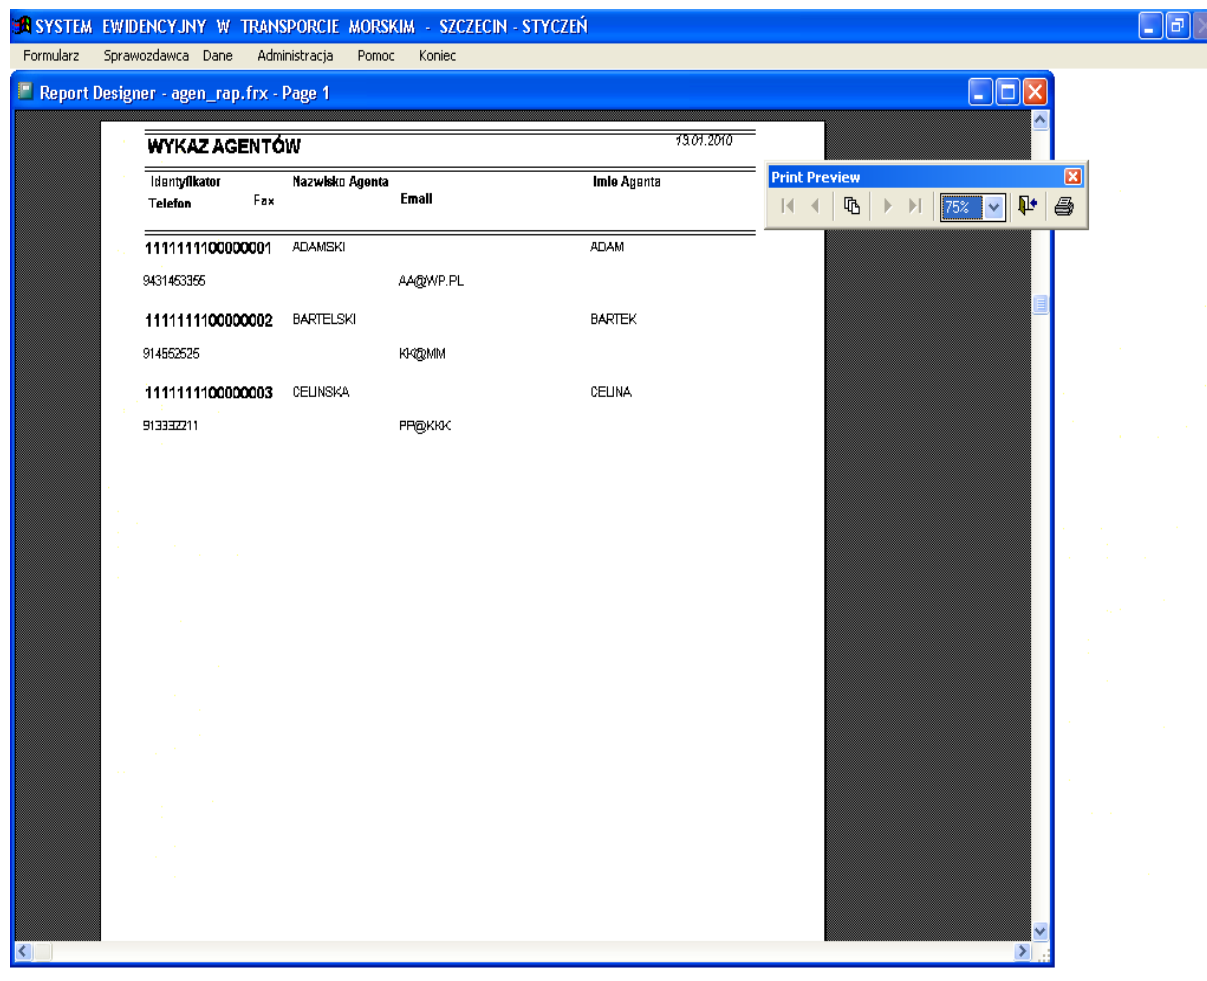 SYSTEM EWIDENCYJNY W TRANSPORCIE MORSKIM - SZCZECIN - STYCZEŃ
Formularz Sprawozdawca Dane Administracja Pomoc Koniec
Report Designer - agen_rap.frx - Page 1
WYKAZ AGENTÓW 19.01.2010
Identyfikator Nazwisko Agenta Imie Agenta
Telefon Fax Email
Print Preview
75%
1111111100000001 ADAMSKI ADAM
9431453355 AA@WP.PL
1111111100000002 BARTELSKI BARTEK
914552525 KK@MM
1111111100000003 CELINSKA CELINA
913332211 PP@KKK